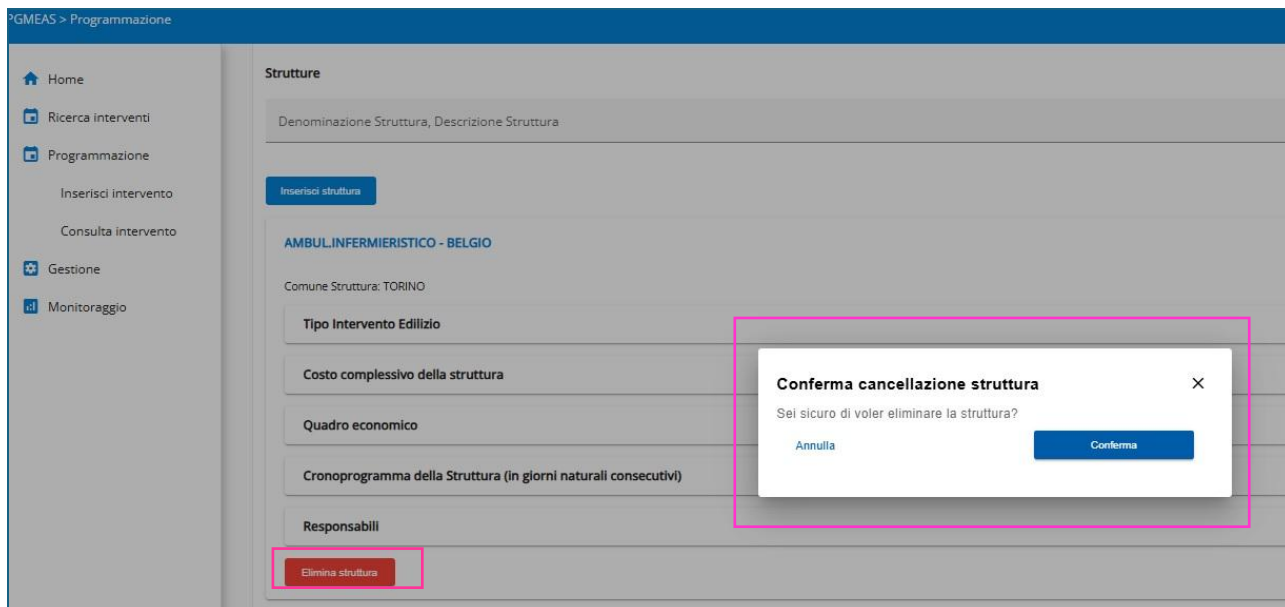 PGMEAS > Programmazione
Home
Ricerca interventi
Programmazione
Inserisci intervento
Consulta intervento
Gestione
Monitoraggio
Strutture
Denominazione Struttura, Descrizione Struttura
Inserisci struttura
AMBUL.INFERMIERISTICO - BELGIO
Comune Struttura: TORINO
Tipo Intervento Edilizio
Costo complessivo della struttura
Quadro economico
Cronoprogramma della Struttura (in giorni naturali consecutivi)
Responsabili
Elimina struttura
Conferma cancellazione struttura
Sei sicuro di voler eliminare la struttura?
Annulla
Conferma